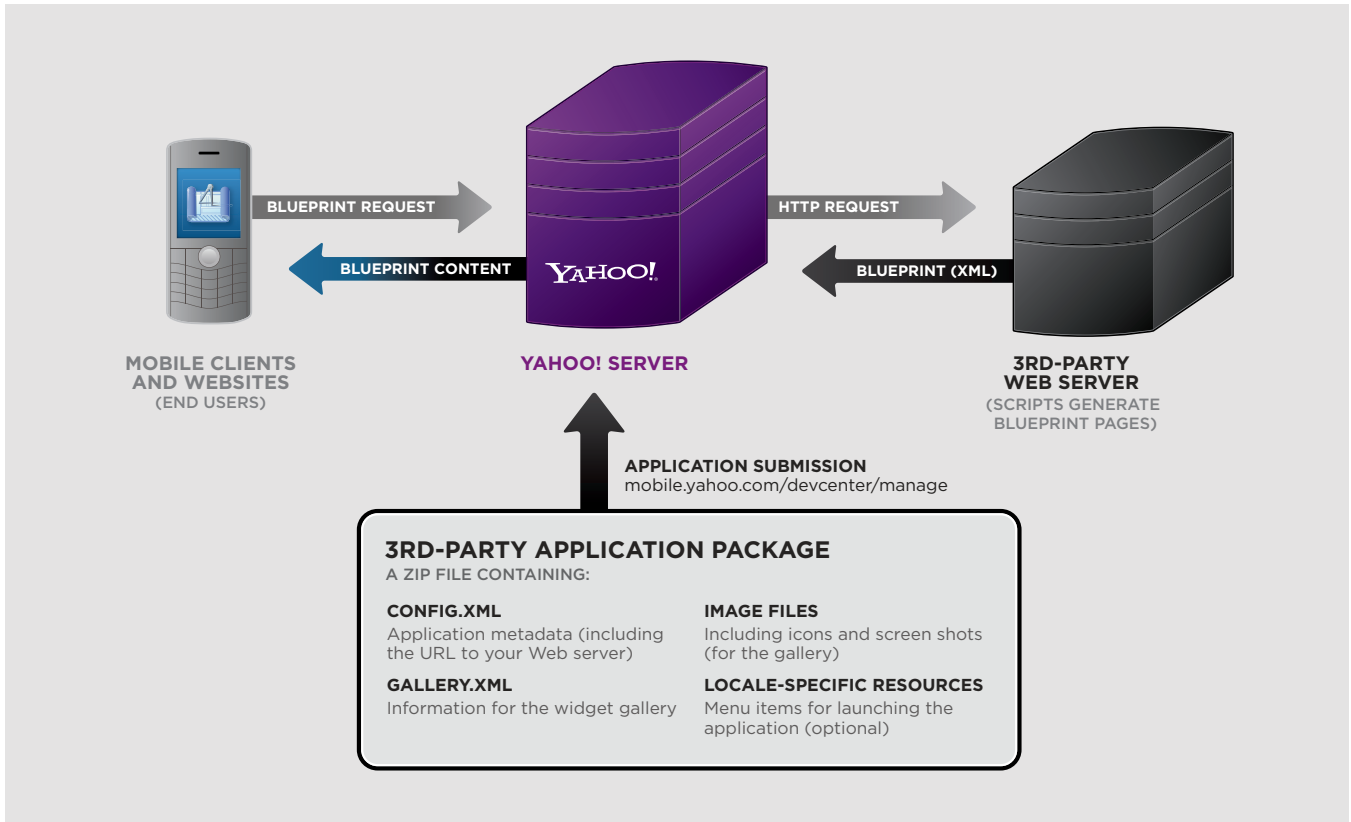 BLUEPRINT REQUEST
HTTP REQUEST
BLUEPRINT CONTENT
YAHOO!
BLUEPRINT (XML)
MOBILE CLIENTS
AND WEBSITES
(END USERS)
YAHOO! SERVER
3RD-PARTY
WEB SERVER
(SCRIPTS GENERATE
BLUEPRINT PAGES)
APPLICATION SUBMISSION
mobile.yahoo.com/devcenter/manage
3RD-PARTY APPLICATION PACKAGE
A ZIP FILE CONTAINING:
CONFIG.XML
Application metadata (including
the URL to your Web server)
GALLERY.XML
Information for the widget gallery
IMAGE FILES
Including icons and screen shots
(for the gallery)
LOCALE-SPECIFIC RESOURCES
Menu items for launching the
application (optional)